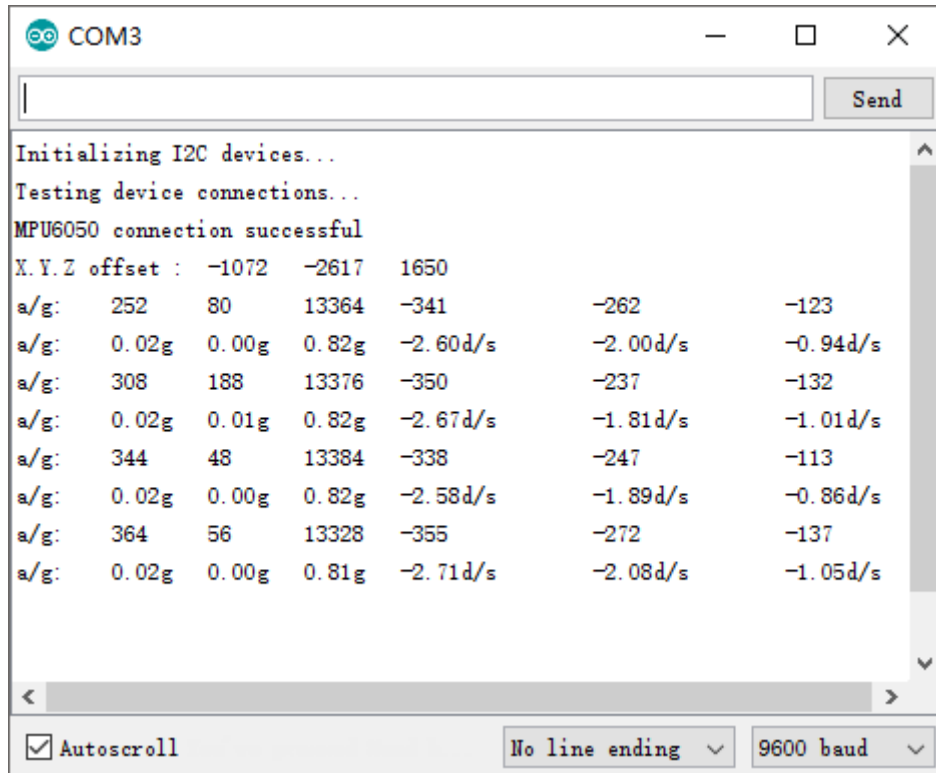 COM3
Send
Initializing I2C devices...
Testing device connections...
MPU6050 connection successful
X.Y.Z offset : -1072 -2617 1650
a/g: 252 80 13364 -341 -262 -123
a/g: 0.02g 0.00g 0.82g -2.60d/s -2.00d/s -0.94d/s
a/g: 308 188 13376 -350 -237 -132
a/g: 0.02g 0.01g 0.82g -2.67d/s -1.81d/s -1.01d/s
a/g: 344 48 13384 -338 -247 -113
a/g: 0.02g 0.00g 0.82g -2.58d/s -1.89d/s -0.86d/s
a/g: 364 56 13328 -355 -272 -137
a/g: 0.02g 0.00g 0.81g -2.71d/s -2.08d/s -1.05d/s
Autoscroll No line ending 9600 baud